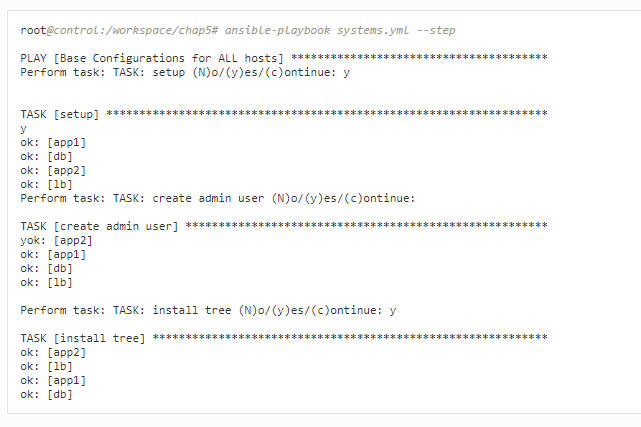 root@control:/workspace/chap5# ansible-playbook systems.yml --step
PLAY [Base Configurations for ALL hosts] ***************************************
Perform task: TASK: setup (N)o/(y)es/(c)ontinue: y
TASK [setup] *******************************************************************
y
ok: [app1]
ok: [db]
ok: [app2]
ok: [lb]
Perform task: TASK: create admin user (N)o/(y)es/(c)ontinue:
TASK [create admin user] *******************************************************
yok: [app2]
ok: [app1]
ok: [db]
ok: [lb]
Perform task: TASK: install tree (N)o/(y)es/(c)ontinue: y
TASK [install tree] ************************************************************
ok: [app2]
ok: [lb]
ok: [app1]
ok: [db]